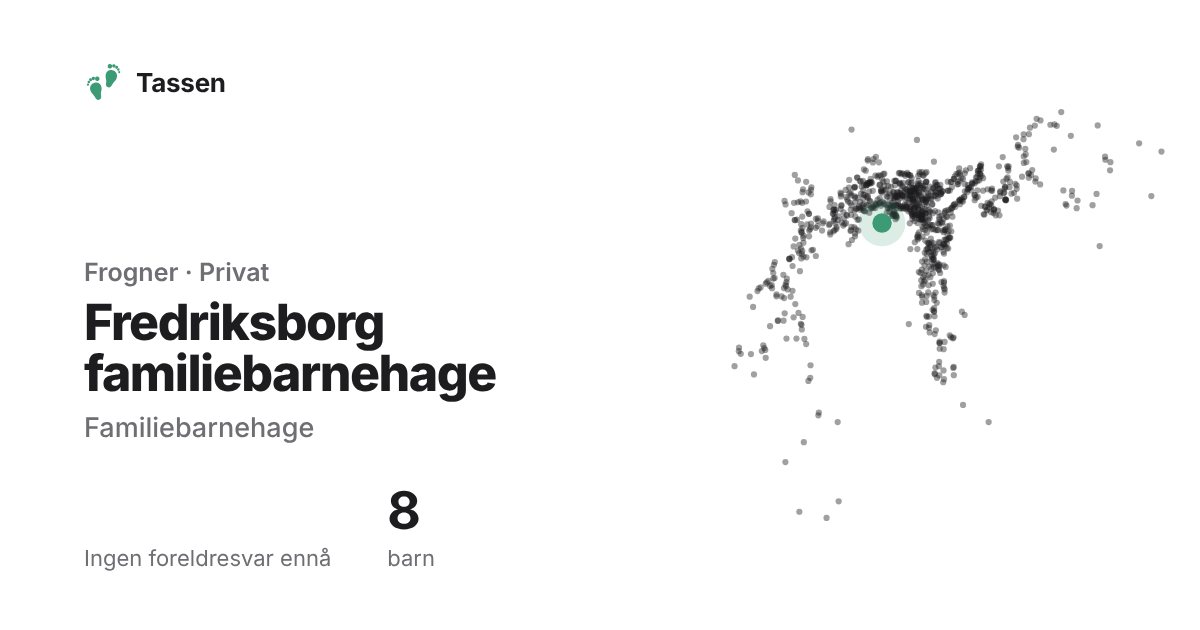 Tassen
Frogner · Privat
Fredriksborg
familiebarnehage
Familiebarnehage
8
Ingen foreldresvar ennå
barn